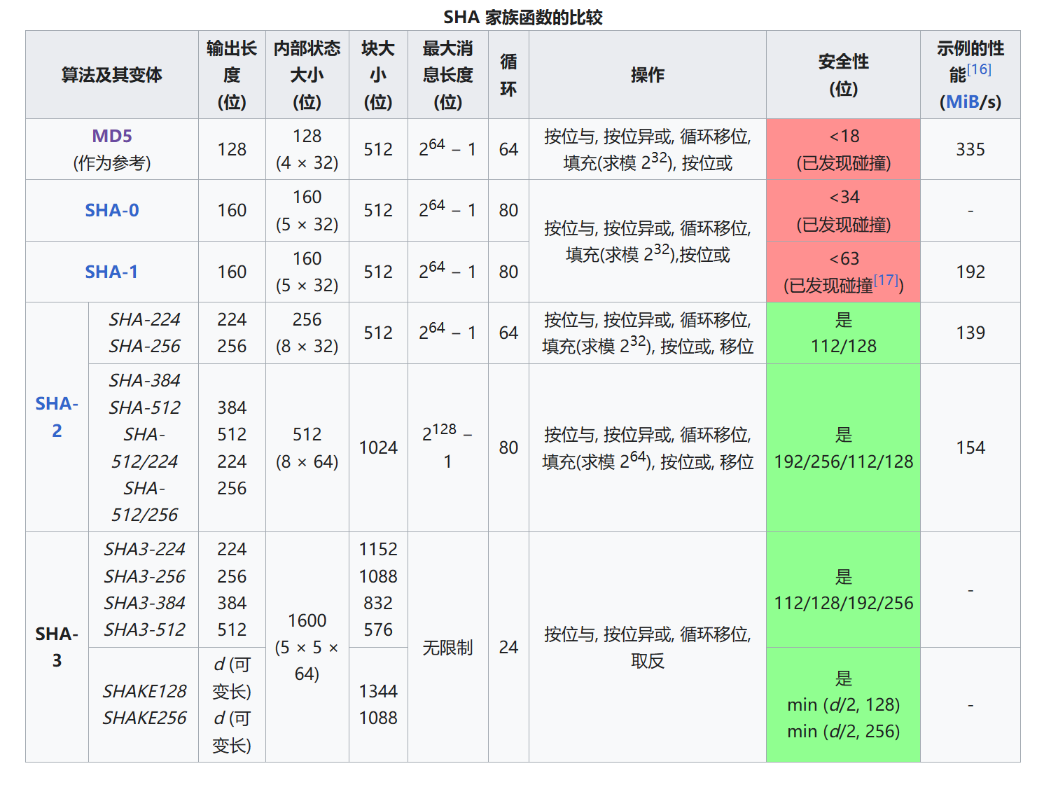 SHA 家族函数的比较
算法及其变体
输出长
度
(位)
内部状态
大小
(位)
块大
小
(位)
最大消
息长度
(位)
循
环
操作
安全性
(位)
示例的性
能[16]
(MiB/s)
MD5
(作为参考)
128
128
(4 × 32)
512
2^64 − 1
64
按位与, 按位异或, 循环移位,
填充(求模 2^32), 按位或
<18
(已发现碰撞)
335
SHA-0
160
160
(5 × 32)
512
2^64 − 1
80
按位与, 按位异或, 循环移位,
填充(求模 2^32),按位或
<34
(已发现碰撞)
-
SHA-1
160
160
(5 × 32)
512
2^64 − 1
80
<63
(已发现碰撞[17])
192
SHA-
2
SHA-224
SHA-256
224
256
256
(8 × 32)
512
2^64 − 1
64
按位与, 按位异或, 循环移位,
填充(求模 2^32), 按位或, 移位
是
112/128
139
SHA-384
SHA-512
SHA-
512/224
SHA-
512/256
384
512
224
256
512
(8 × 64)
1024
2^128 −
1
80
按位与, 按位异或, 循环移位,
填充(求模 2^64), 按位或, 移位
是
192/256/112/128
154
SHA-
3
SHA3-224
SHA3-256
SHA3-384
SHA3-512
224
256
384
512
1600
(5 × 5 ×
64)
1152
1088
832
576
无限制
24
按位与, 按位异或, 循环移位,
取反
是
112/128/192/256
-
SHAKE128
SHAKE256
d (可
变长)
d (可
变长)
1344
1088
是
min (d/2, 128)
min (d/2, 256)
-